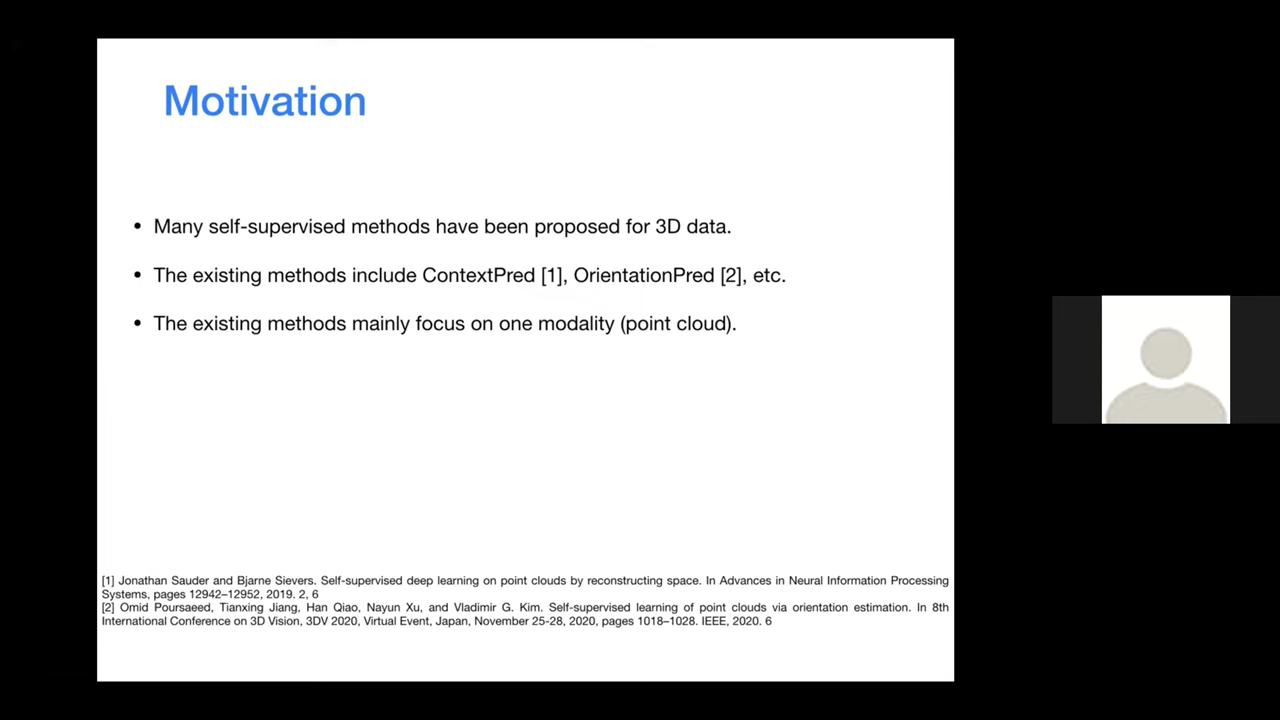 Motivation
• Many self-supervised methods have been proposed for 3D data.
• The existing methods include ContextPred [1], OrientationPred [2], etc.
• The existing methods mainly focus on one modality (point cloud).
[1] Jonathan Sauder and Bjarne Sievers. Self-supervised deep learning on point clouds by reconstructing space. In Advances in Neural Information Processing
Systems, pages 12942–12952, 2019. 2, 6
[2] Omid Poursaeed, Tianxing Jiang, Han Qiao, Nayun Xu, and Vladimir G. Kim. Self-supervised learning of point clouds via orientation estimation. In 8th
International Conference on 3D Vision, 3DV 2020, Virtual Event, Japan, November 25-28, 2020, pages 1018–1028. IEEE, 2020. 6